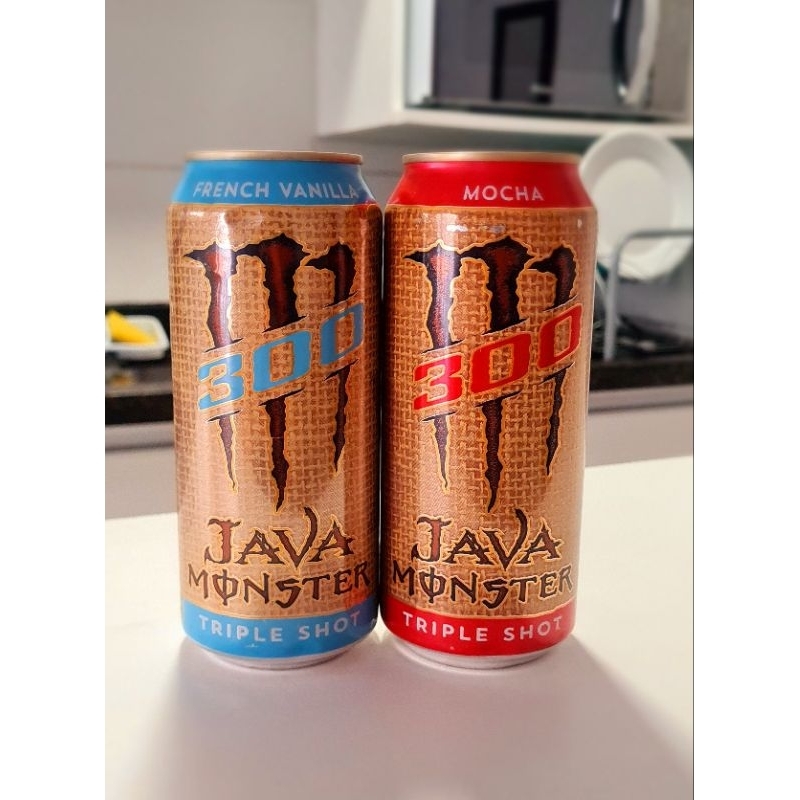 FRENCH VANILLA
300
JAVA
MONSTER
TRIPLE SHOT
MOCHA
300
JAVA
MONSTER
TRIPLE SHOT